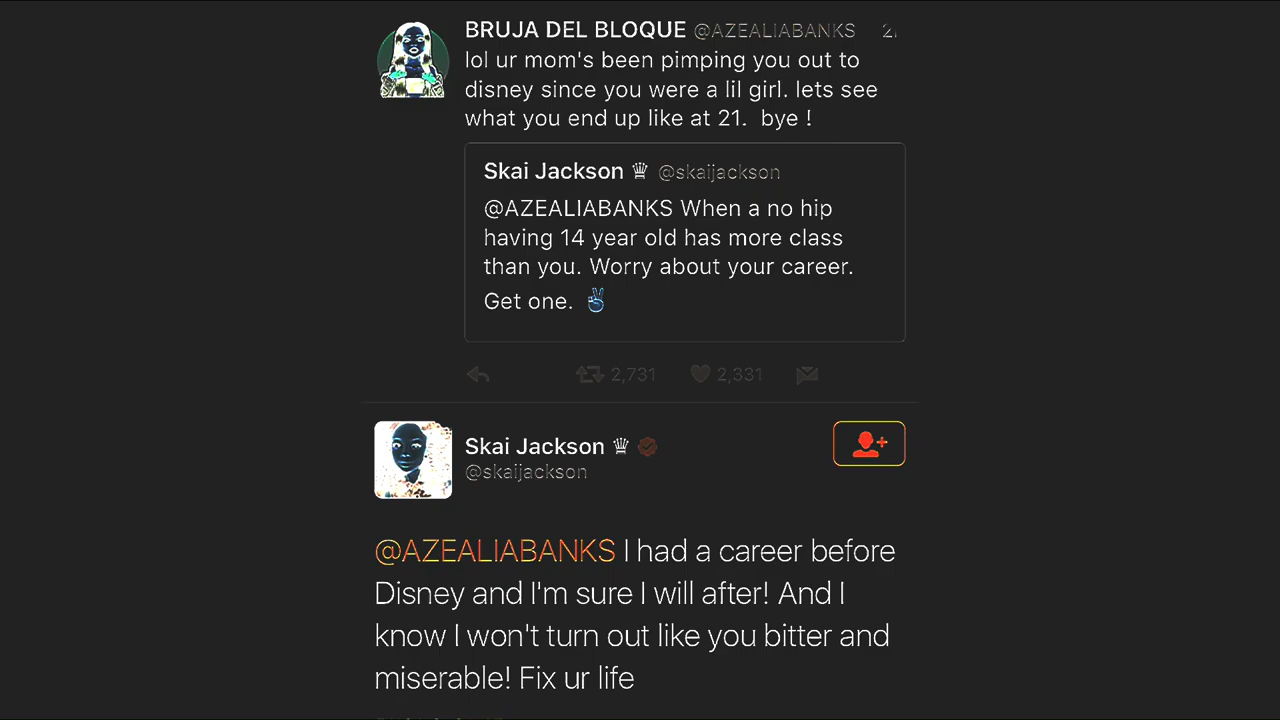 BRUJA DEL BLOQUE @AZEALIABANKS
lol ur mom's been pimping you out to
disney since you were a lil girl. lets see
what you end up like at 21. bye !
Skai Jackson ♕ @skaijackson
@AZEALIABANKS When a no hip
having 14 year old has more class
than you. Worry about your career.
Get one. ✌
2,731 2,331
Skai Jackson ♕
@skaijackson
@AZEALIABANKS I had a career before
Disney and I'm sure I will after! And I
know I won't turn out like you bitter and
miserable! Fix ur life